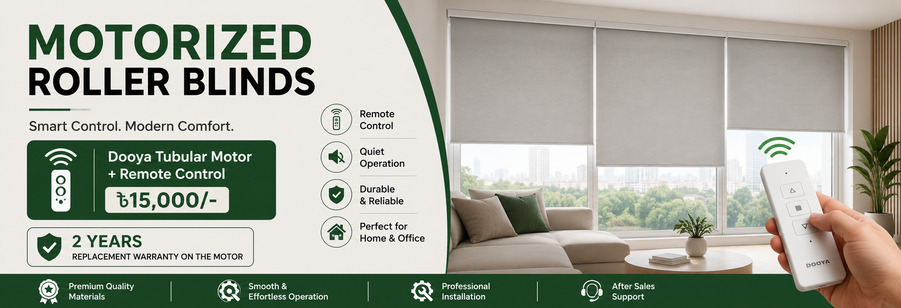 MOTORIZED
ROLLER BLINDS
Smart Control. Modern Comfort.
Dooya Tubular Motor
+ Remote Control
৳15,000/-
2 YEARS
REPLACEMENT WARRANTY ON THE MOTOR
Remote
Control
Quiet
Operation
Durable
& Reliable
Perfect for
Home & Office
DOOYA
Premium Quality
Materials
Smooth &
Effortless Operation
Professional
Installation
After Sales
Support